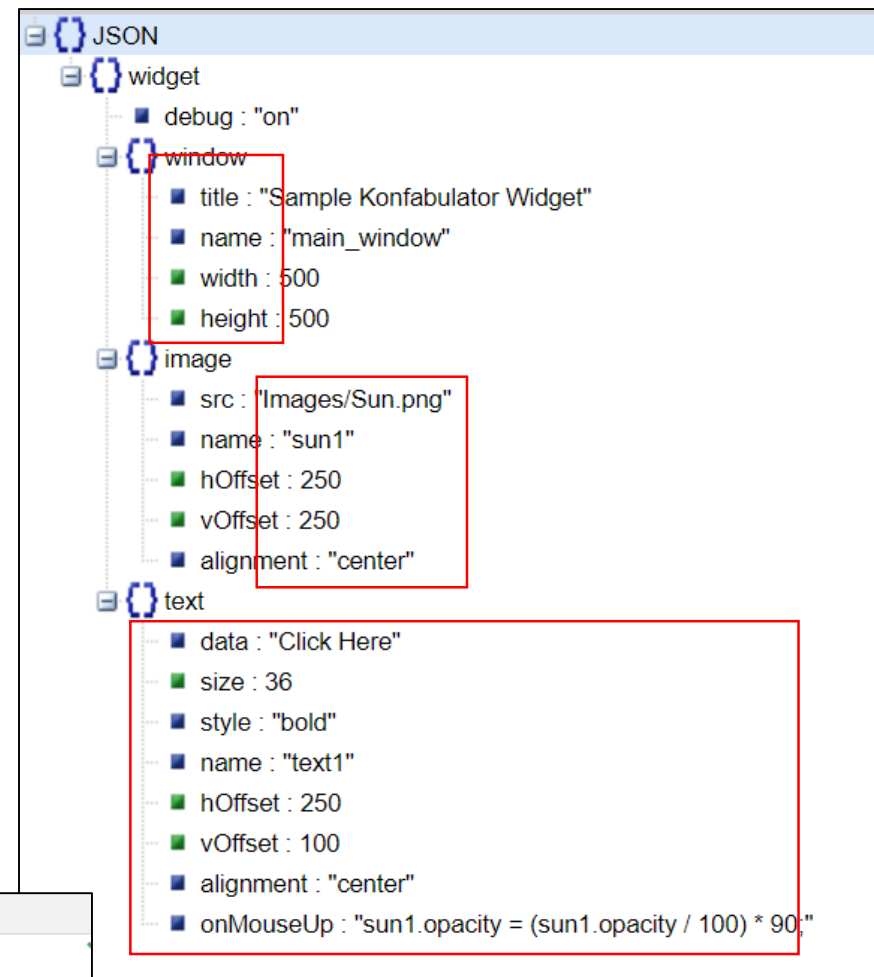 JSON
widget
debug : "on"
window
title : "Sample Konfabulator Widget"
name : "main_window"
width : 500
height : 500
image
src : "Images/Sun.png"
name : "sun1"
hOffset : 250
vOffset : 250
alignment : "center"
text
data : "Click Here"
size : 36
style : "bold"
name : "text1"
hOffset : 250
vOffset : 100
alignment : "center"
onMouseUp : "sun1.opacity = (sun1.opacity / 100) * 90;"